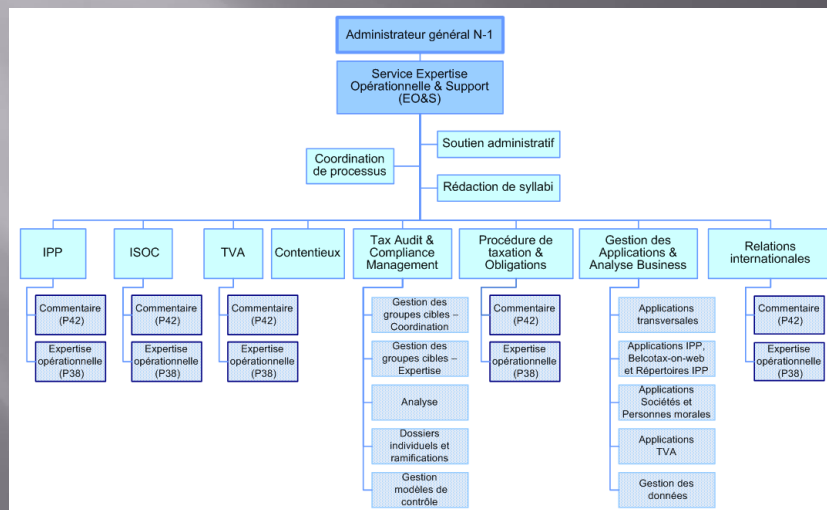 Administrateur général N-1
Service Expertise
Opérationnelle & Support
(EO&S)
Soutien administratif
Coordination
de processus
Rédaction de syllabi
IPP
ISOC
TVA
Contentieux
Tax Audit &
Compliance
Management
Procédure de
taxation &
Obligations
Gestion des
Applications &
Analyse Business
Relations
internationales
Commentaire
(P42)
Expertise
opérationnelle
(P38)
Commentaire
(P42)
Expertise
opérationnelle
(P38)
Commentaire
(P42)
Expertise
opérationnelle
(P38)
Gestion des
groupes cibles –
Coordination
Gestion des
groupes cibles –
Expertise
Analyse
Dossiers
individuels et
ramifications
Gestion
modèles de
contrôle
Commentaire
(P42)
Expertise
opérationnelle
(P38)
Applications
transversales
Applications IPP,
Belcotax-on-web
et Répertoires IPP
Applications
Sociétés et
Personnes morales
Applications
TVA
Gestion des
données
Commentaire
(P42)
Expertise
opérationnelle
(P38)